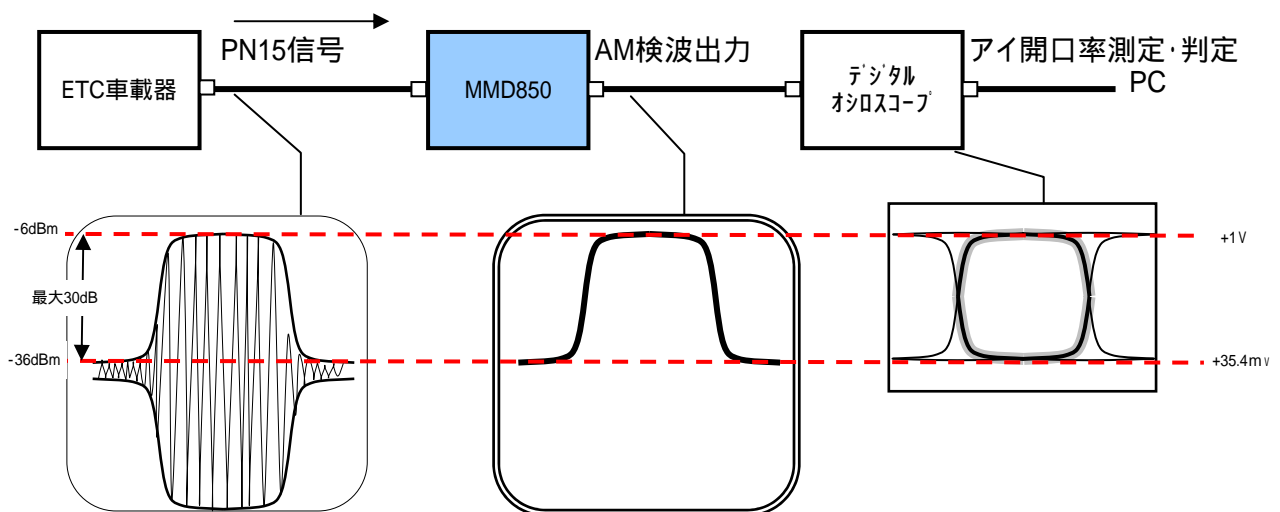 PN15信号
AM検波出力
アイ開口率測定・判定
PC
ETC車載器
MMD850
ﾃﾞｼﾞﾀﾙ
ｵｼﾛｽｺｰﾌﾟ
-6dBm
+1V
最大30dB
-36dBm
+35.4mV